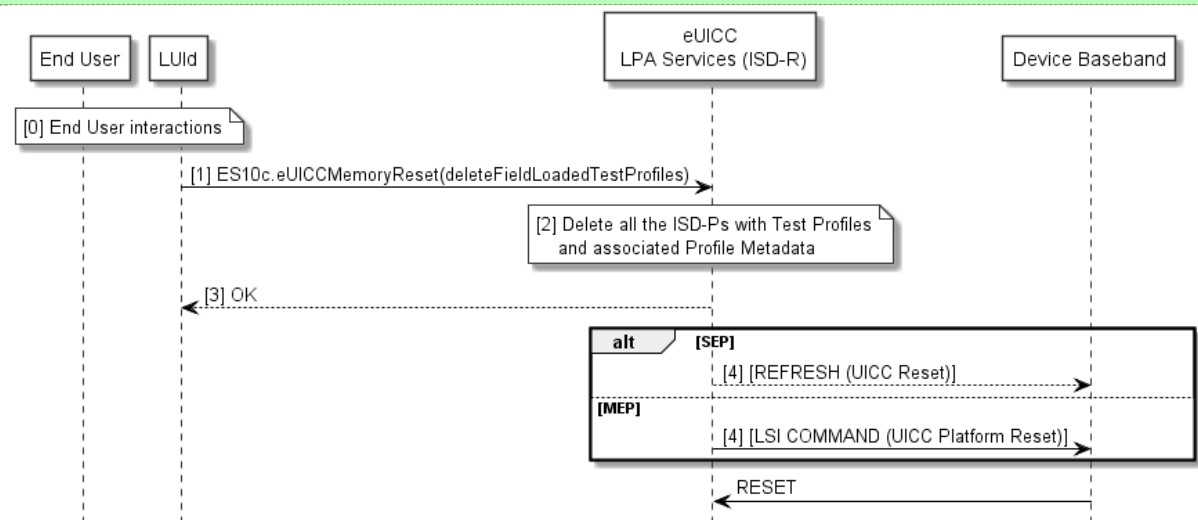 End User
LUId
eUICC
LPA Services (ISD-R)
Device Baseband
[0] End User interactions
[1] ES10c.eUICCMemoryReset(deleteFieldLoadedTestProfiles)
[2] Delete all the ISD-Ps with Test Profiles
and associated Profile Metadata
[3] OK
alt [SEP]
[4] [REFRESH (UICC Reset)]
[MEP]
[4] [LSI COMMAND (UICC Platform Reset)]
RESET